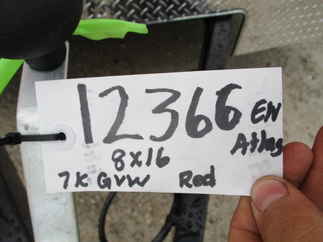 12366 EN
Atlas
8x16
7K GVW Red